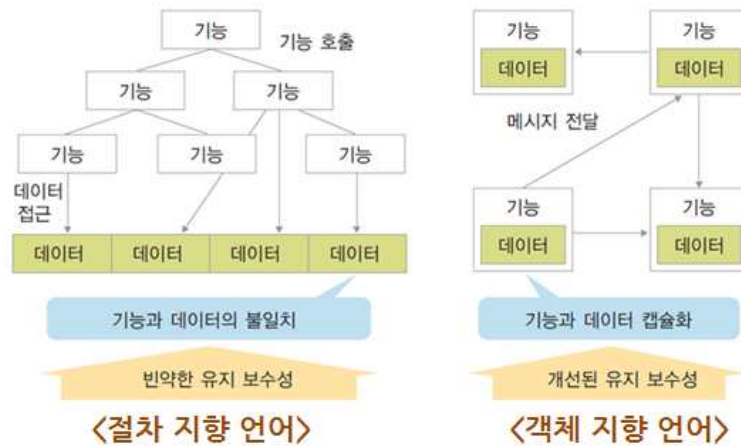 기능
기능 호출
기능
기능
기능
기능
기능
데이터
접근
데이터
데이터
데이터
데이터
기능과 데이터의 불일치
빈약한 유지 보수성
<절차 지향 언어>
기능
데이터
기능
데이터
메시지 전달
기능
데이터
기능
데이터
기능과 데이터 캡슐화
개선된 유지 보수성
<객체 지향 언어>